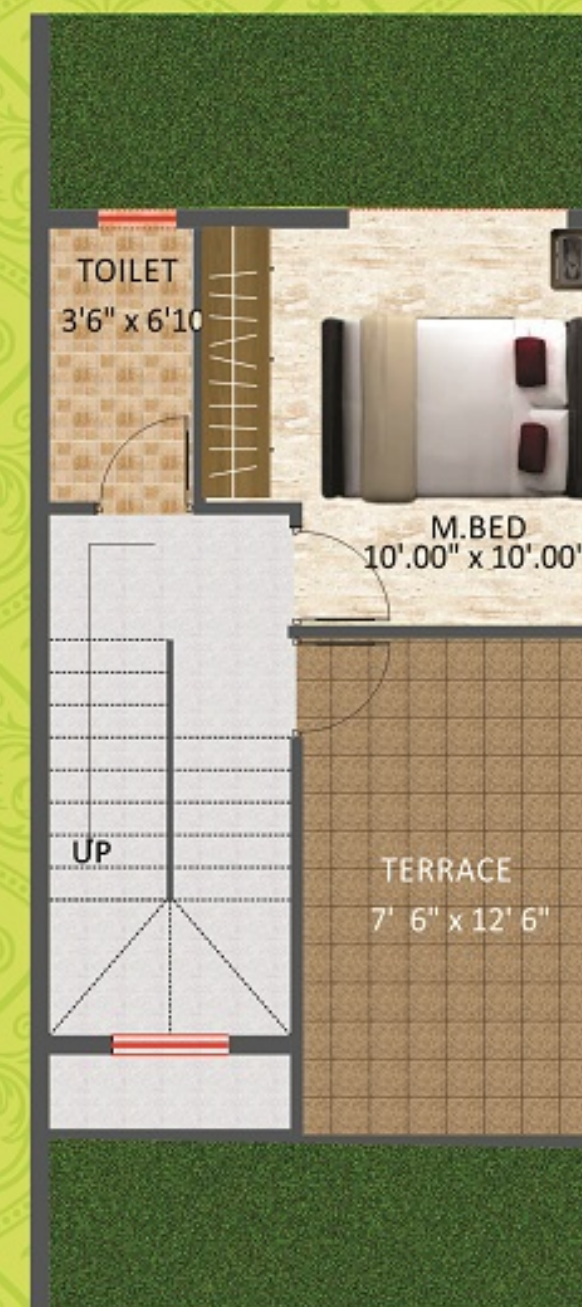 TOILET
3'6" x 6'10
M.BED
10'.00" x 10'.00'
UP
TERRACE
7' 6" x 12' 6"